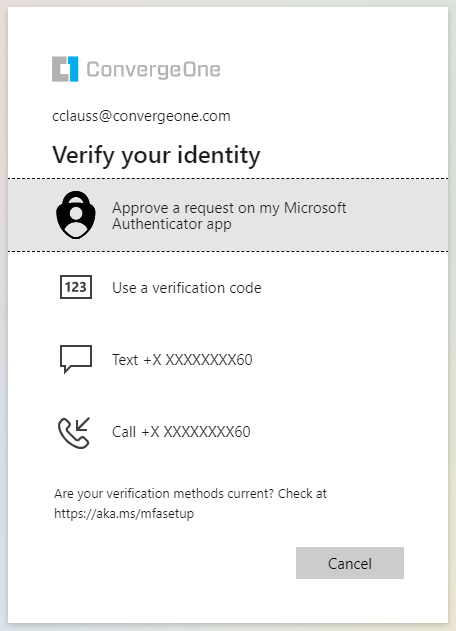 ConvergeOne
cclauss@convergeone.com
Verify your identity
Approve a request on my Microsoft
Authenticator app
123
Use a verification code
Text +X XXXXXXXX60
Call +X XXXXXXXX60
Are your verification methods current? Check at
https://aka.ms/mfasetup
Cancel